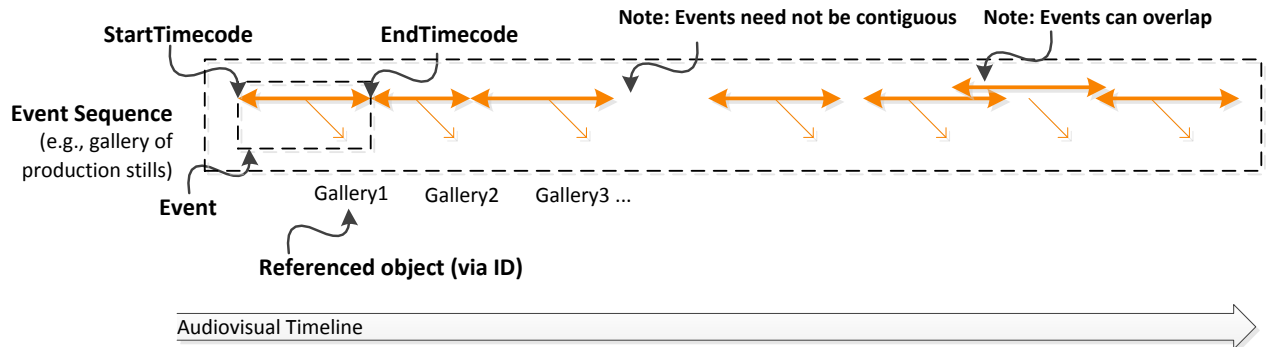 Note: Events need not be contiguous
Note: Events can overlap
StartTimecode
EndTimecode
Event Sequence
(e.g., gallery of
production stills)
Event
Gallery1
Gallery2
Gallery3 ...
Referenced object (via ID)
Audiovisual Timeline